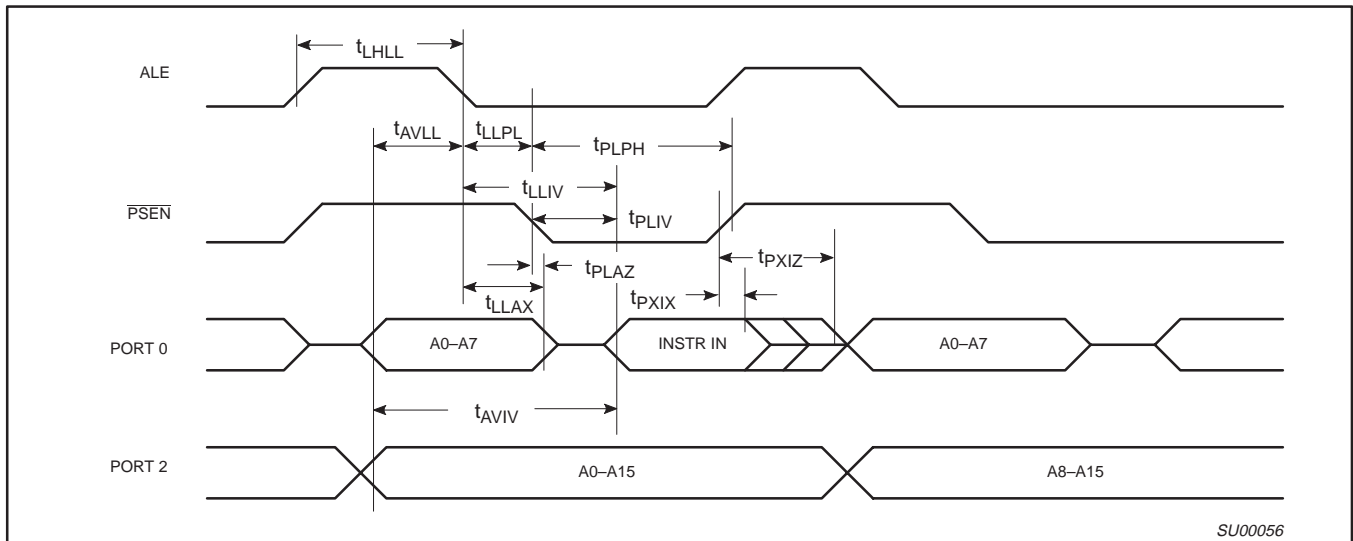 tLHLL
ALE
tAVLL
tLLPL
tPLPH
tLLIV
PSEN
tPLIV
tPXIZ
tPLAZ
tLLAX
tPXIX
PORT 0
A0–A7
INSTR IN
A0–A7
tAVIV
PORT 2
A0–A15
A8–A15
SU00056